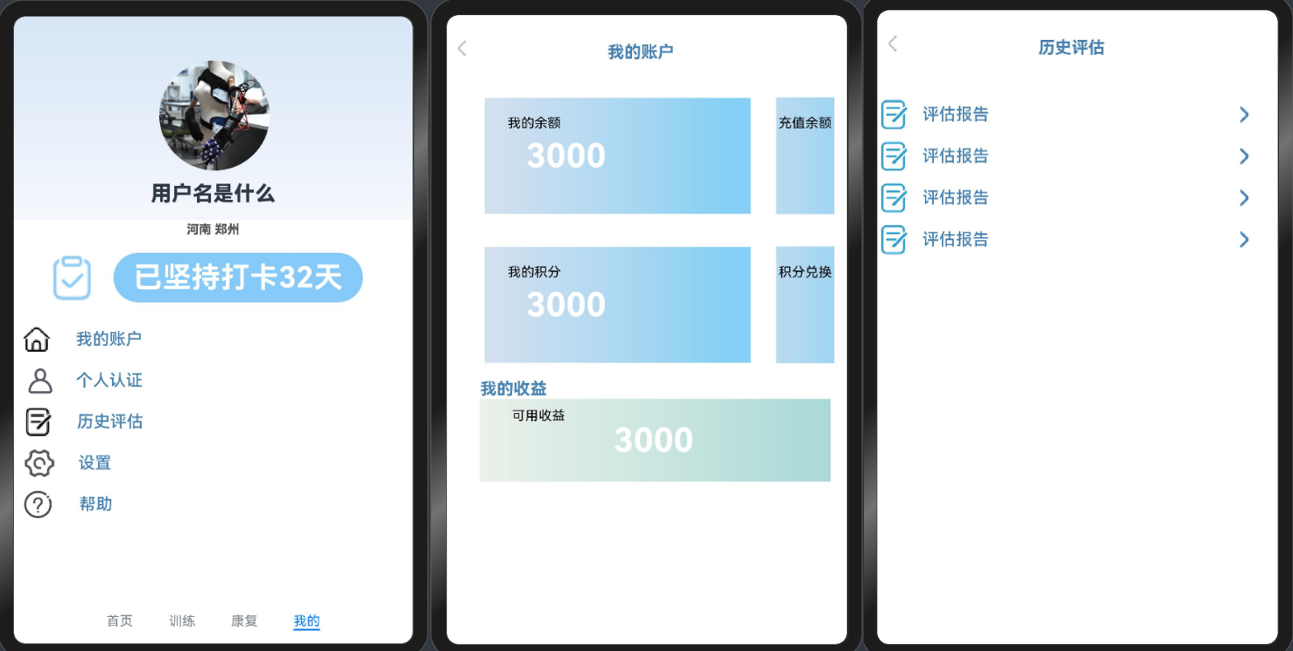 用户名是什么
河南 郑州
已坚持打卡32天
我的账户
个人认证
历史评估
设置
帮助
首页 训练 康复 我的
我的账户
我的余额
3000
充值余额
我的积分
3000
积分兑换
我的收益
可用收益
3000
历史评估
评估报告
评估报告
评估报告
评估报告